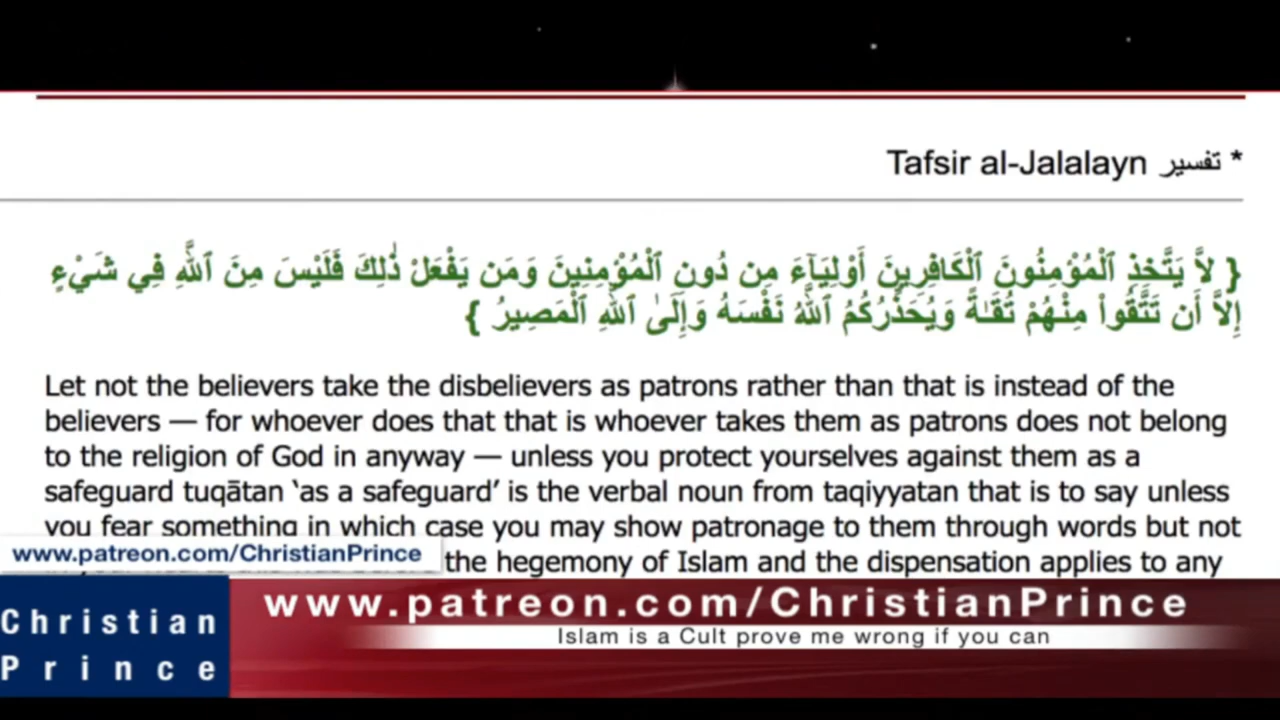 Tafsir al-Jalalayn تفسير *
{ لاَّ يَتَّخِذِ ٱلْمُؤْمِنُونَ ٱلْكَافِرِينَ أَوْلِيَآءَ مِن دُونِ ٱلْمُؤْمِنِينَ وَمَن يَفْعَلْ ذٰلِكَ فَلَيْسَ مِنَ ٱللَّهِ فِي شَيْءٍ
إِلاَّ أَن تَتَّقُواْ مِنْهُمْ تُقَـٰةً وَيُحَذِّرُكُمُ ٱللَّهُ نَفْسَهُ وَإِلَىٰ ٱللَّهِ ٱلْمَصِيرُ }
Let not the believers take the disbelievers as patrons rather than that is instead of the
believers — for whoever does that that is whoever takes them as patrons does not belong
to the religion of God in anyway — unless you protect yourselves against them as a
safeguard tuqātan ‘as a safeguard’ is the verbal noun from taqiyyatan that is to say unless
you fear something in which case you may show patronage to them through words but not
the hegemony of Islam and the dispensation applies to any
www.patreon.com/ChristianPrince
www.patreon.com/ChristianPrince
Islam is a Cult prove me wrong if you can
Christian
Prince